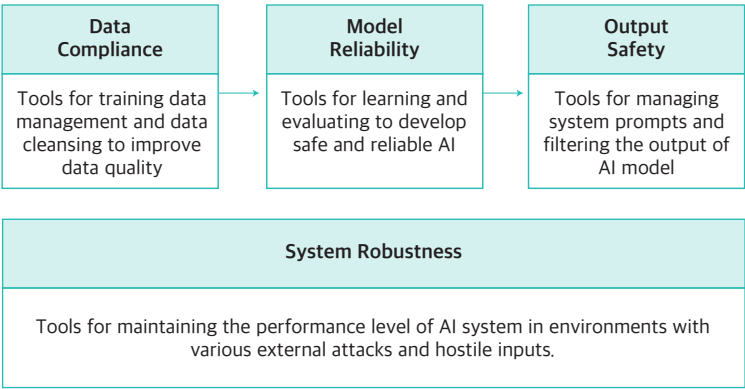 Data
Compliance
Tools for training data
management and data
cleansing to improve
data quality
Model
Reliability
Tools for learning and
evaluating to develop
safe and reliable AI
Output
Safety
Tools for managing
system prompts and
filtering the output of
AI model
System Robustness
Tools for maintaining the performance level of AI system in environments with
various external attacks and hostile inputs.